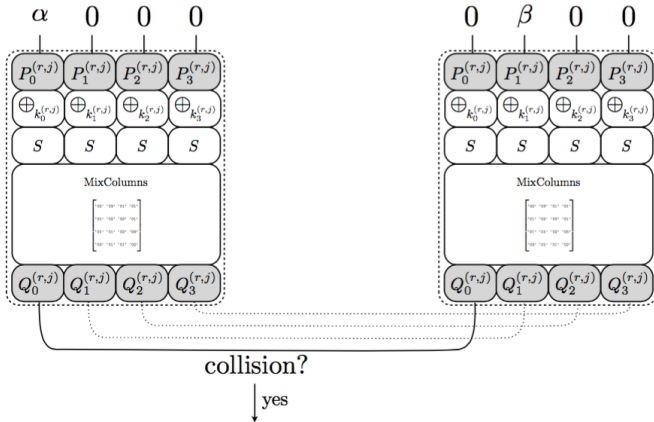 α 0 0 0 0 β 0 0
P_0^{(r,j)} P_1^{(r,j)} P_2^{(r,j)} P_3^{(r,j)} P_0^{(r,j)} P_1^{(r,j)} P_2^{(r,j)} P_3^{(r,j)}
⊕_{k_0^{(r,j)}} ⊕_{k_1^{(r,j)}} ⊕_{k_2^{(r,j)}} ⊕_{k_3^{(r,j)}} ⊕_{k_0^{(r,j)}} ⊕_{k_1^{(r,j)}} ⊕_{k_2^{(r,j)}} ⊕_{k_3^{(r,j)}}
S S S S S S S S
MixColumns MixColumns
Q_0^{(r,j)} Q_1^{(r,j)} Q_2^{(r,j)} Q_3^{(r,j)} Q_0^{(r,j)} Q_1^{(r,j)} Q_2^{(r,j)} Q_3^{(r,j)}
collision?
yes